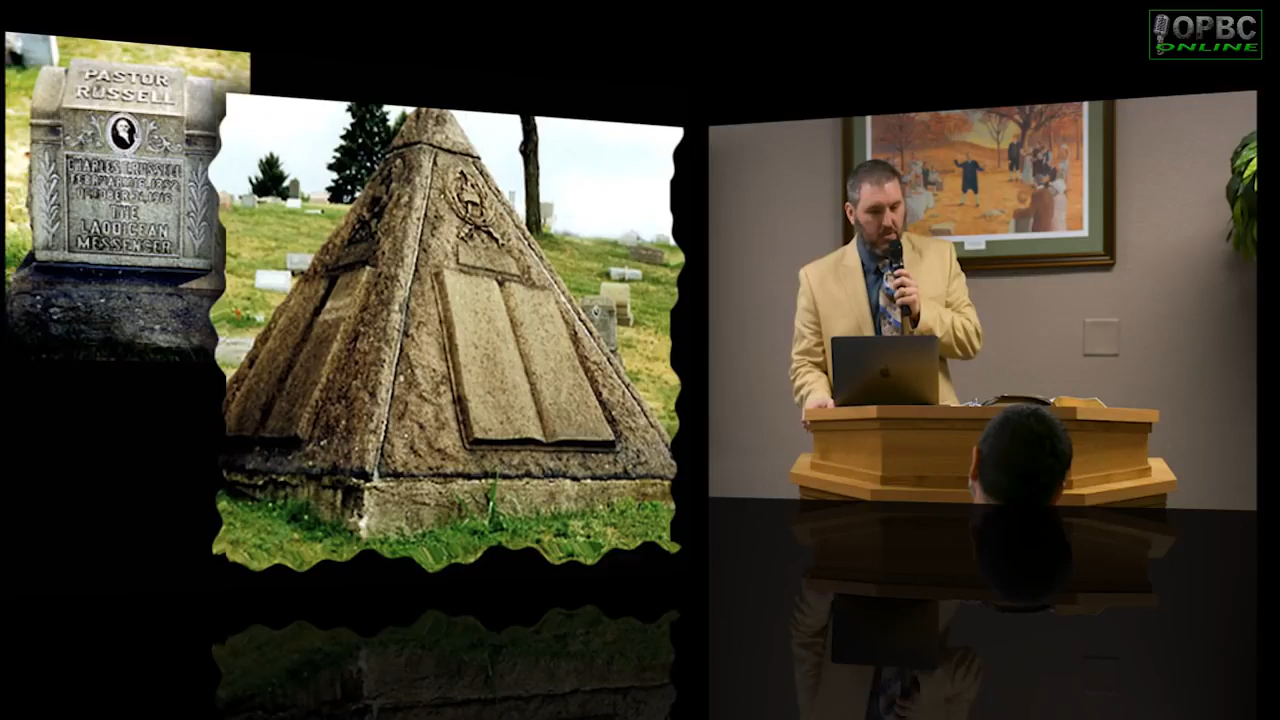 PASTOR
RUSSELL
CHARLES T. RUSSELL
FEBRUARY 16, 1852
OCTOBER 31, 1916
THE
LAODICEAN
MESSENGER
OPBC
ONLINE